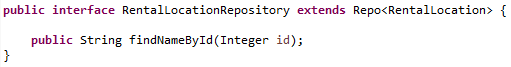 public interface RentalLocationRepository extends Repo<RentalLocation> {
public String findNameById(Integer id);
}